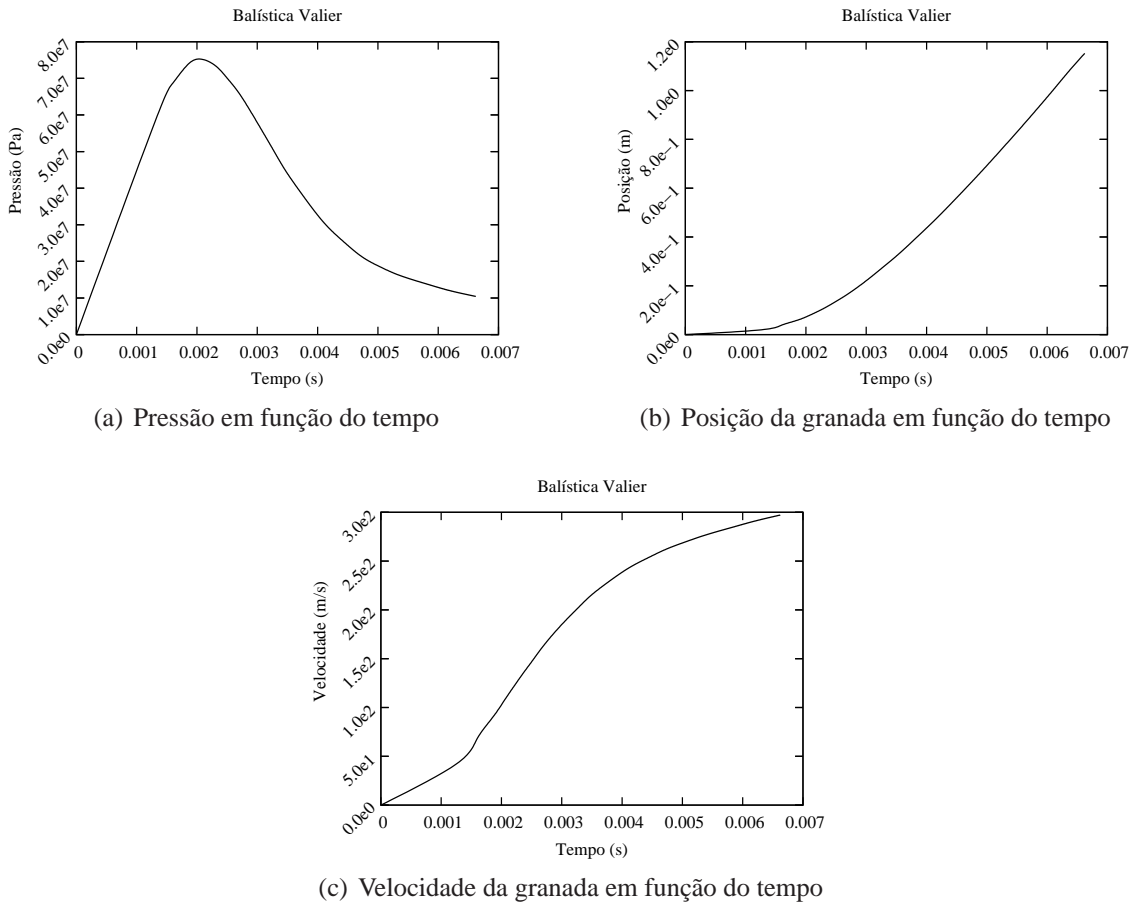 Balística Valier
8.0e7
7.0e7
6.0e7
5.0e7
4.0e7
3.0e7
2.0e7
1.0e7
0.0e0
Pressão (Pa)
0 0.001 0.002 0.003 0.004 0.005 0.006 0.007
Tempo (s)
(a) Pressão em função do tempo
Balística Valier
1.2e0
1.0e0
8.0e−1
6.0e−1
4.0e−1
2.0e−1
0.0e0
Posição (m)
0 0.001 0.002 0.003 0.004 0.005 0.006 0.007
Tempo (s)
(b) Posição da granada em função do tempo
Balística Valier
3.0e2
2.5e2
2.0e2
1.5e2
1.0e2
5.0e1
0.0e0
Velocidade (m/s)
0 0.001 0.002 0.003 0.004 0.005 0.006 0.007
Tempo (s)
(c) Velocidade da granada em função do tempo